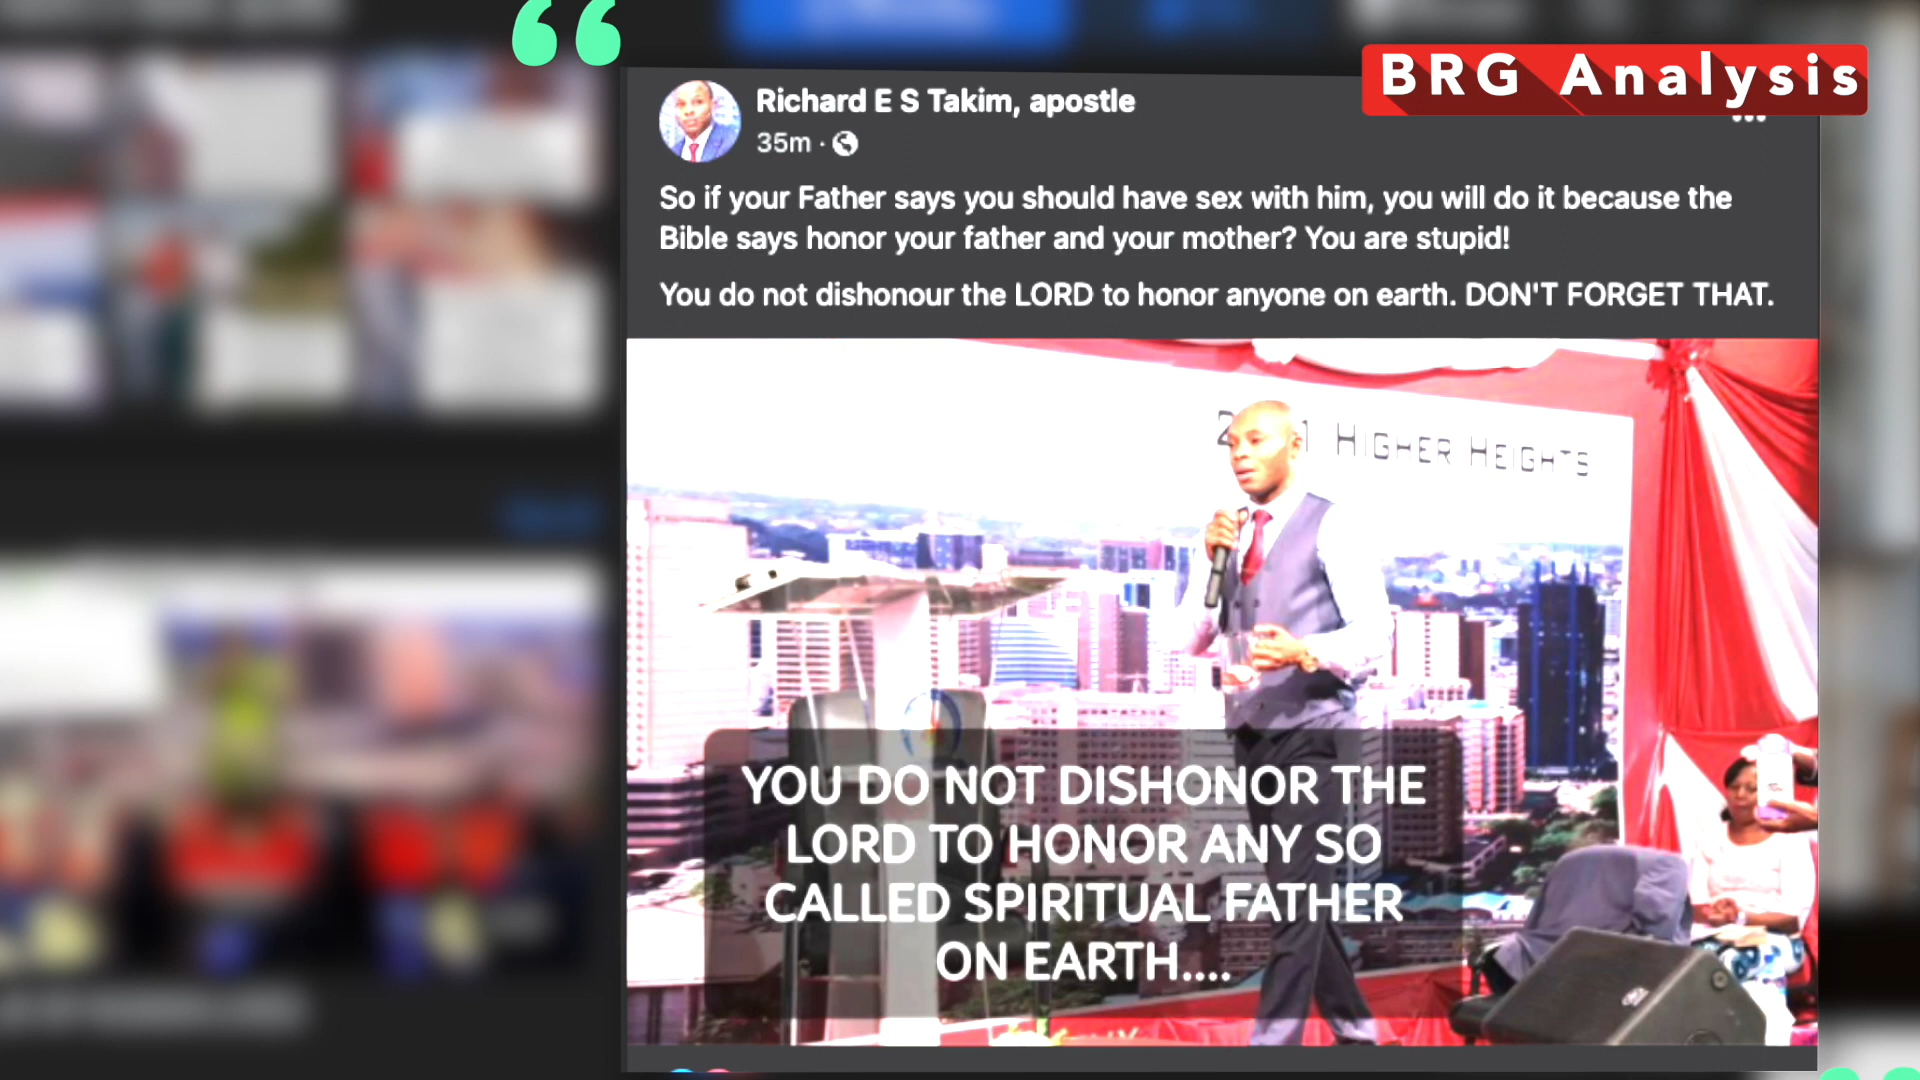 BRG Analysis
Richard E S Takim, apostle
35m ·
So if your Father says you should have sex with him, you will do it because the
Bible says honor your father and your mother? You are stupid!
You do not dishonour the LORD to honor anyone on earth. DON'T FORGET THAT.
HIGHER HEIGHTS
YOU DO NOT DISHONOR THE
LORD TO HONOR ANY SO
CALLED SPIRITUAL FATHER
ON EARTH....